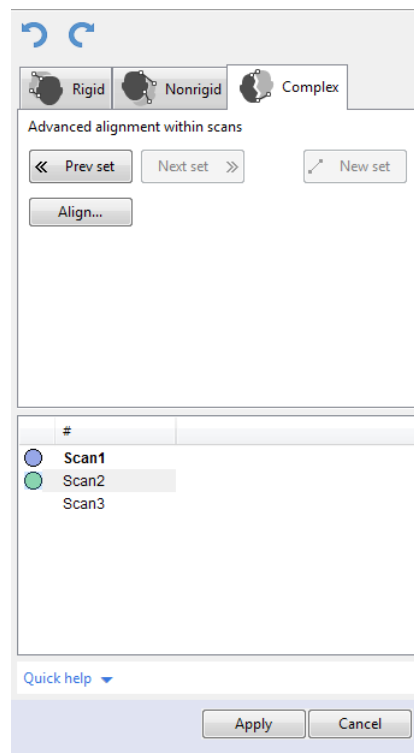 Rigid Nonrigid Complex
Advanced alignment within scans
Prev set Next set New set
Align...
#
Scan1
Scan2
Scan3
Quick help
Apply Cancel